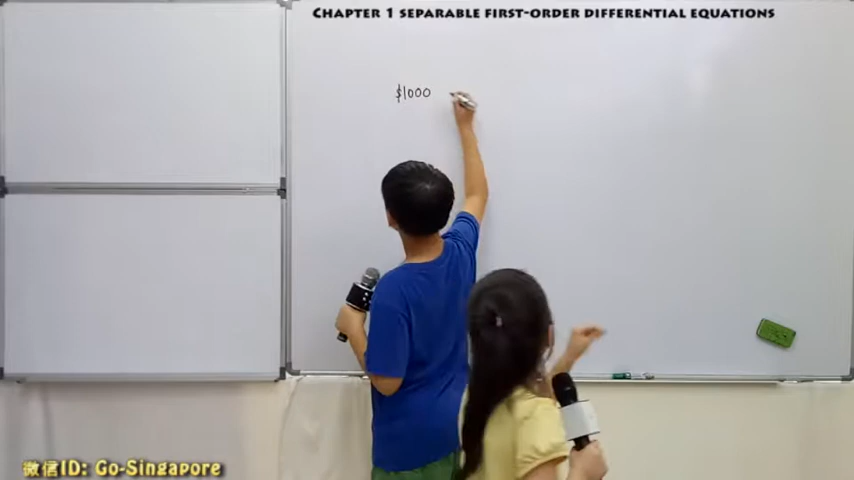 CHAPTER 1 SEPARABLE FIRST-ORDER DIFFERENTIAL EQUATIONS
$1000
微信ID: Go-Singapore